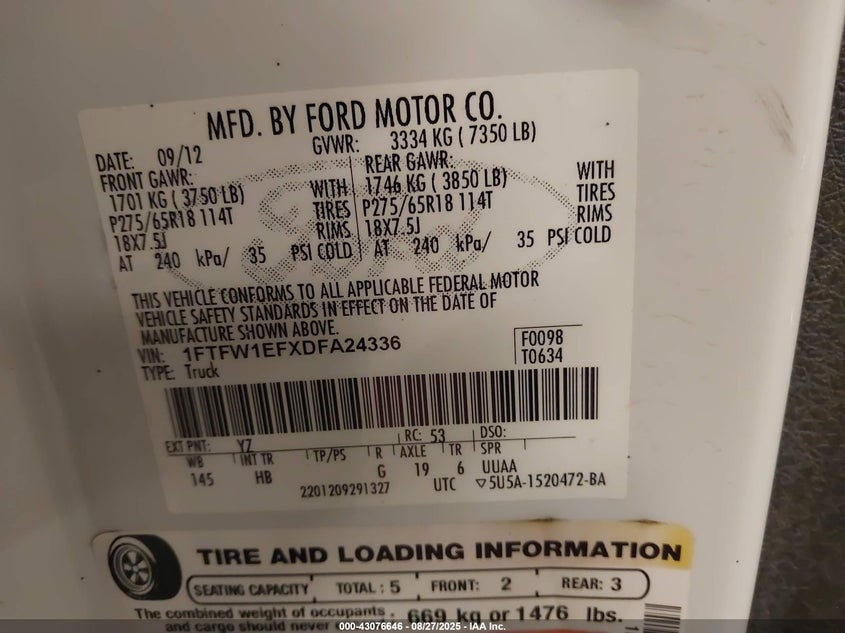 MFD. BY FORD MOTOR CO.
DATE: 09/12 GVWR: 3334 KG ( 7350 LB)
FRONT GAWR: REAR GAWR:
1701 KG ( 3750 LB) WITH 1746 KG ( 3850 LB) WITH
P275/65R18 114T TIRES P275/65R18 114T TIRES
18X7.5J RIMS 18X7.5J RIMS
AT 240 kPa/ 35 PSI COLD AT 240 kPa/ 35 PSI COLD
Ford
THIS VEHICLE CONFORMS TO ALL APPLICABLE FEDERAL MOTOR
VEHICLE SAFETY STANDARDS IN EFFECT ON THE DATE OF
MANUFACTURE SHOWN ABOVE.
VIN: 1FTFW1EFXDFA24336 F0098
TYPE: Truck T0634
EXT PNT: YZ RC: 53 DSO:
WB INT TR TP/PS R AXLE TR SPR
145 HB G 19 6 UUAA
2201209291327 UTC ▽5U5A-1520472-BA
TIRE AND LOADING INFORMATION
SEATING CAPACITY TOTAL : 5 FRONT: 2 REAR: 3
The combined weight of occupants 669 kg or 1476 lbs.
and cargo should never
000-43076646 - 08/27/2025 - IAA Inc.